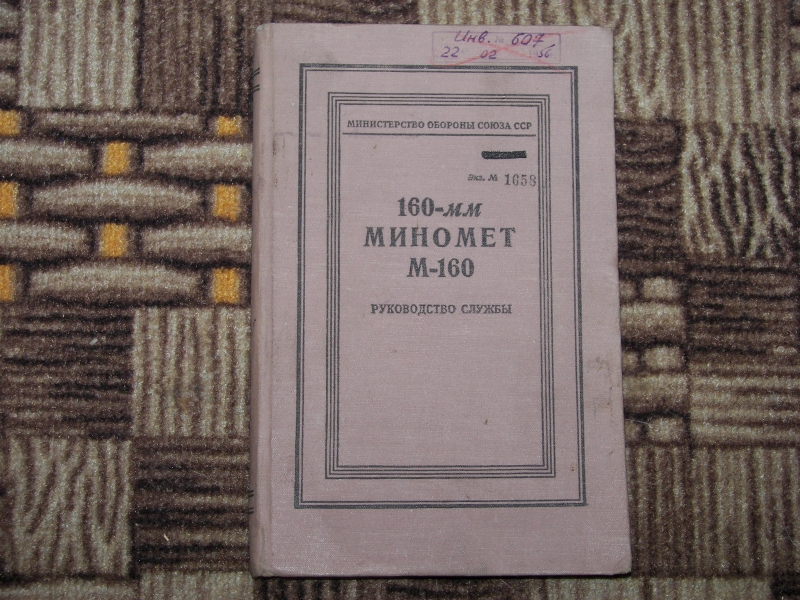 Инв. 607
22 02 56
МИНИСТЕРСТВО ОБОРОНЫ СОЮЗА ССР
Экз. № 1658
160-мм
МИНОМЕТ
М-160
РУКОВОДСТВО СЛУЖБЫ